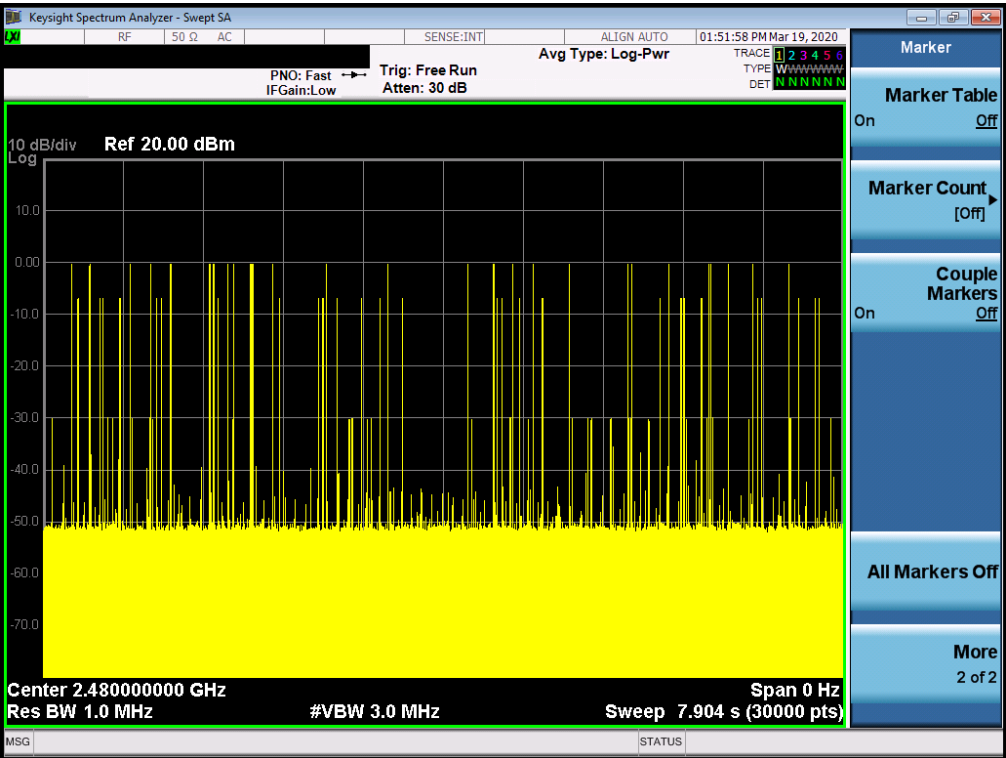 Keysight Spectrum Analyzer - Swept SA
LXI RF 50 Ω AC SENSE:INT ALIGN AUTO 01:51:58 PM Mar 19, 2020
Avg Type: Log-Pwr
TRACE 1 2 3 4 5 6
PNO: Fast Trig: Free Run
TYPE WWWWWW
IFGain:Low Atten: 30 dB
DET N N N N N N
10 dB/div Ref 20.00 dBm
Log
10.0
0.00
-10.0
-20.0
-30.0
-40.0
-50.0
-60.0
-70.0
Center 2.480000000 GHz Span 0 Hz
Res BW 1.0 MHz #VBW 3.0 MHz Sweep 7.904 s (30000 pts)
MSG STATUS
Marker
Marker Table
On Off
Marker Count
[Off]
Couple
Markers
On Off
All Markers Off
More
2 of 2